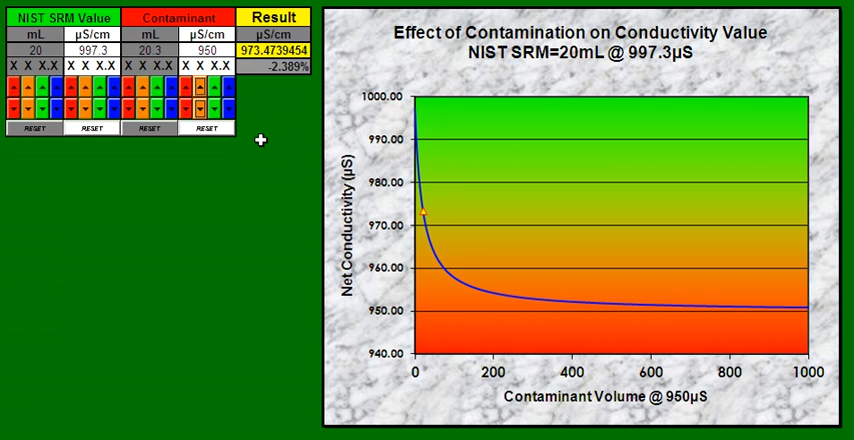 NIST SRM Value Contaminant Result
mL µS/cm mL µS/cm µS/cm
20 997.3 20.3 950 973.4739454
X X X.X X X X.X X X X.X X X X.X -2.389%
RESET RESET RESET RESET
Effect of Contamination on Conductivity Value
NIST SRM=20mL @ 997.3µS
Net Conductivity (µS)
1000.00
990.00
980.00
970.00
960.00
950.00
940.00
0 200 400 600 800 1000
Contaminant Volume @ 950µS